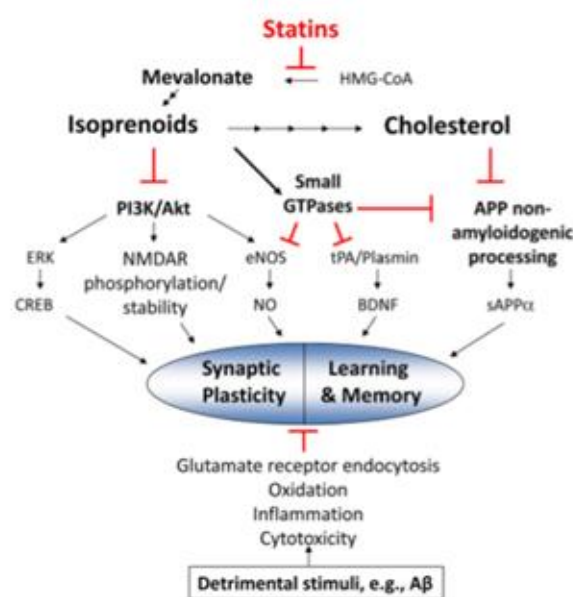 Statins
Mevalonate HMG-CoA
Isoprenoids Cholesterol
Small
GTPases
PI3K/Akt APP non-
amyloidogenic
processing
ERK NMDAR eNOS tPA/Plasmin
phosphorylation/
stability
CREB NO BDNF sAPPα
Synaptic Learning
Plasticity & Memory
Glutamate receptor endocytosis
Oxidation
Inflammation
Cytotoxicity
Detrimental stimuli, e.g., Aβ